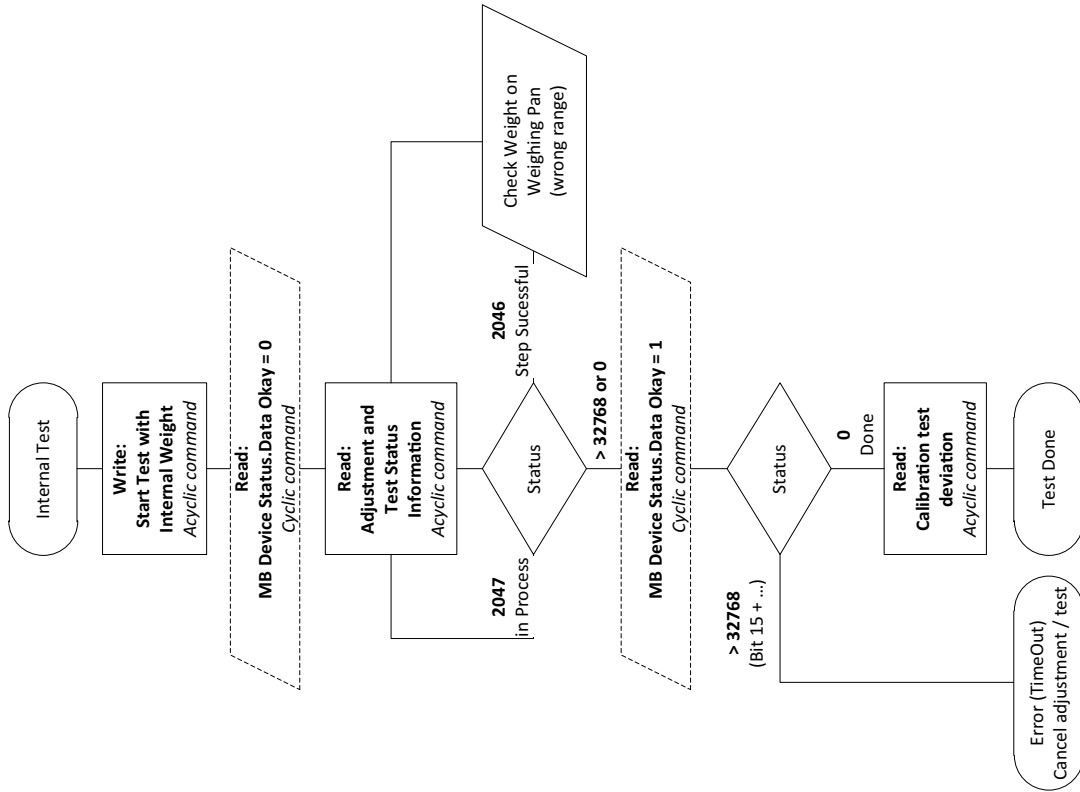 Internal Test
Write:
Start Test with
Internal Weight
Acyclic command
Read:
MB Device Status.Data Okay = 0
Cyclic command
Read:
Adjustment and
Test Status
Information
Acyclic command
Check Weight on
Weighing Pan
(wrong range)
2047
in Process
Status
2046
Step Sucessful
> 32768 or 0
Read:
MB Device Status.Data Okay = 1
Cyclic command
> 32768
(Bit 15 + ...)
Status
0
Done
Read:
Calibration test
deviation
Acyclic command
Error (TimeOut)
Cancel adjustment / test
Test Done